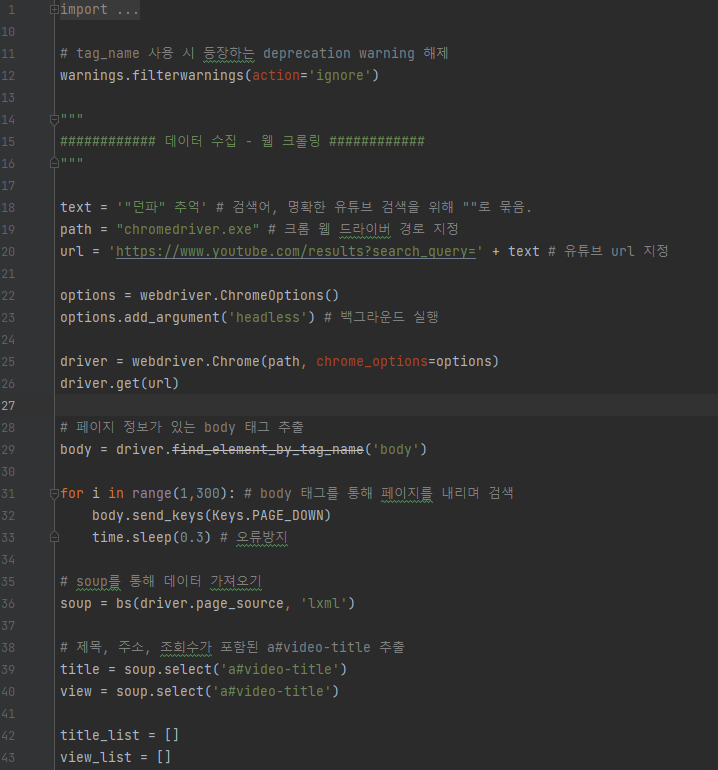 1 import ...
10
11 # tag_name 사용 시 등장하는 deprecation warning 해제
12 warnings.filterwarnings(action='ignore')
13
14 """
15 ############ 데이터 수집 - 웹 크롤링 ############
16 """
17
18 text = '"던파" 추억' # 검색어, 명확한 유튜브 검색을 위해 ""로 묶음.
19 path = "chromedriver.exe" # 크롬 웹 드라이버 경로 지정
20 url = 'https://www.youtube.com/results?search_query=' + text # 유튜브 url 지정
21
22 options = webdriver.ChromeOptions()
23 options.add_argument('headless') # 백그라운드 실행
24
25 driver = webdriver.Chrome(path, chrome_options=options)
26 driver.get(url)
27
28 # 페이지 정보가 있는 body 태그 추출
29 body = driver.find_element_by_tag_name('body')
30
31 for i in range(1,300): # body 태그를 통해 페이지를 내리며 검색
32 body.send_keys(Keys.PAGE_DOWN)
33 time.sleep(0.3) # 오류방지
34
35 # soup를 통해 데이터 가져오기
36 soup = bs(driver.page_source, 'lxml')
37
38 # 제목, 주소, 조회수가 포함된 a#video-title 추출
39 title = soup.select('a#video-title')
40 view = soup.select('a#video-title')
41
42 title_list = []
43 view_list = []